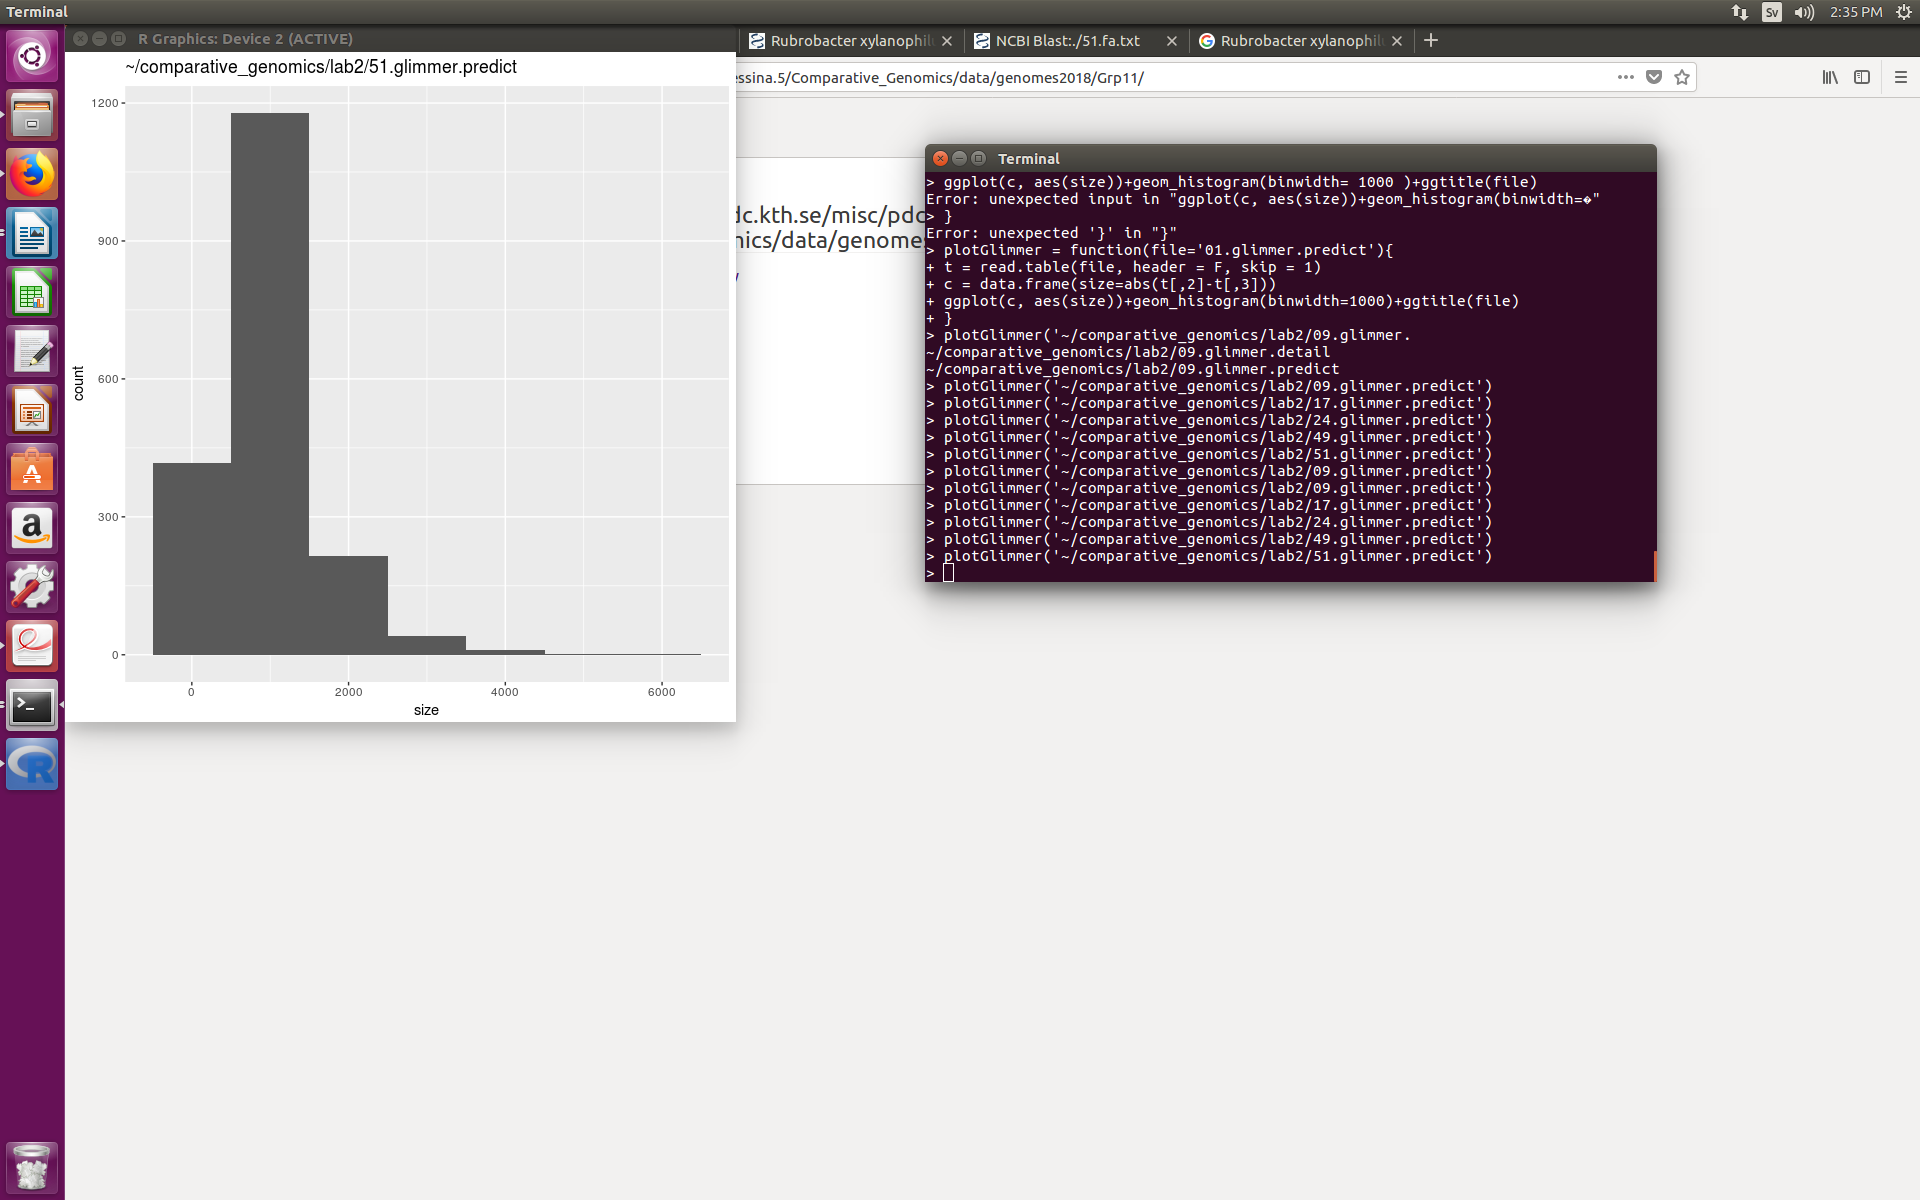 Terminal
Sv
2:35 PM
R Graphics: Device 2 (ACTIVE)
Rubrobacter xylanophil
NCBI Blast:./51.fa.txt
Rubrobacter xylanophil
essina.5/Comparative_Genomics/data/genomes2018/Grp11/
~/comparative_genomics/lab2/51.glimmer.predict
1200
900
600
300
0
count
0
2000
4000
6000
size
dc.kth.se/misc/pdc
mics/data/genome
Terminal
> ggplot(c, aes(size))+geom_histogram(binwidth= 1000 )+ggtitle(file)
Error: unexpected input in "ggplot(c, aes(size))+geom_histogram(binwidth=�"
> }
Error: unexpected '}' in "}"
> plotGlimmer = function(file='01.glimmer.predict'){
+ t = read.table(file, header = F, skip = 1)
+ c = data.frame(size=abs(t[,2]-t[,3]))
+ ggplot(c, aes(size))+geom_histogram(binwidth=1000)+ggtitle(file)
+ }
> plotGlimmer('~/comparative_genomics/lab2/09.glimmer.
~/comparative_genomics/lab2/09.glimmer.detail
~/comparative_genomics/lab2/09.glimmer.predict
> plotGlimmer('~/comparative_genomics/lab2/09.glimmer.predict')
> plotGlimmer('~/comparative_genomics/lab2/17.glimmer.predict')
> plotGlimmer('~/comparative_genomics/lab2/24.glimmer.predict')
> plotGlimmer('~/comparative_genomics/lab2/49.glimmer.predict')
> plotGlimmer('~/comparative_genomics/lab2/51.glimmer.predict')
> plotGlimmer('~/comparative_genomics/lab2/09.glimmer.predict')
> plotGlimmer('~/comparative_genomics/lab2/09.glimmer.predict')
> plotGlimmer('~/comparative_genomics/lab2/17.glimmer.predict')
> plotGlimmer('~/comparative_genomics/lab2/24.glimmer.predict')
> plotGlimmer('~/comparative_genomics/lab2/49.glimmer.predict')
> plotGlimmer('~/comparative_genomics/lab2/51.glimmer.predict')
>